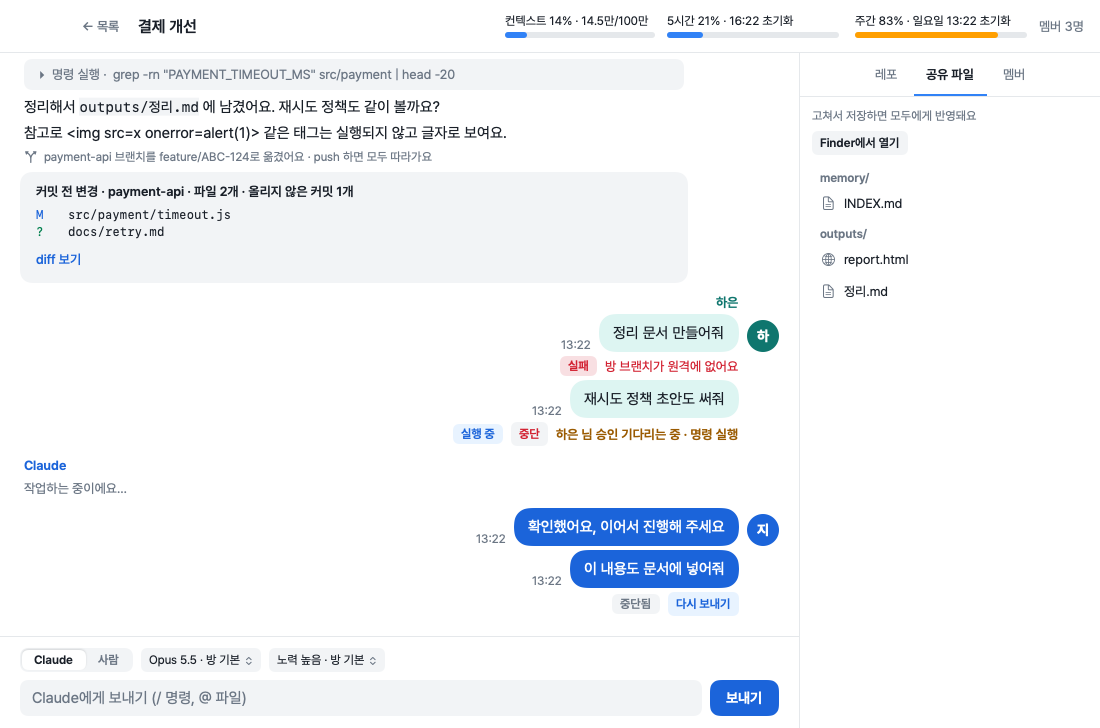 ← 목록 결제 개선
컨텍스트 14% · 14.5만/100만
5시간 21% · 16:22 초기화
주간 83% · 일요일 13:22 초기화
멤버 3명
명령 실행 · grep -rn "PAYMENT_TIMEOUT_MS" src/payment | head -20
정리해서 outputs/정리.md 에 남겼어요. 재시도 정책도 같이 볼까요?
참고로 <img src=x onerror=alert(1)> 같은 태그는 실행되지 않고 글자로 보여요.
payment-api 브랜치를 feature/ABC-124로 옮겼어요 · push 하면 모두 따라가요
커밋 전 변경 · payment-api · 파일 2개 · 올리지 않은 커밋 1개
M src/payment/timeout.js
? docs/retry.md
diff 보기
하은
정리 문서 만들어줘
13:22
하
실패 방 브랜치가 원격에 없어요
재시도 정책 초안도 써줘
13:22
실행 중 중단 하은 님 승인 기다리는 중 · 명령 실행
Claude
작업하는 중이에요...
확인했어요, 이어서 진행해 주세요
13:22
지
이 내용도 문서에 넣어줘
13:22
중단됨 다시 보내기
Claude 사람 Opus 5.5 · 방 기본 노력 높음 · 방 기본
Claude에게 보내기 (/ 명령, @ 파일)
보내기
레포 공유 파일 멤버
고쳐서 저장하면 모두에게 반영돼요
Finder에서 열기
memory/
INDEX.md
outputs/
report.html
정리.md